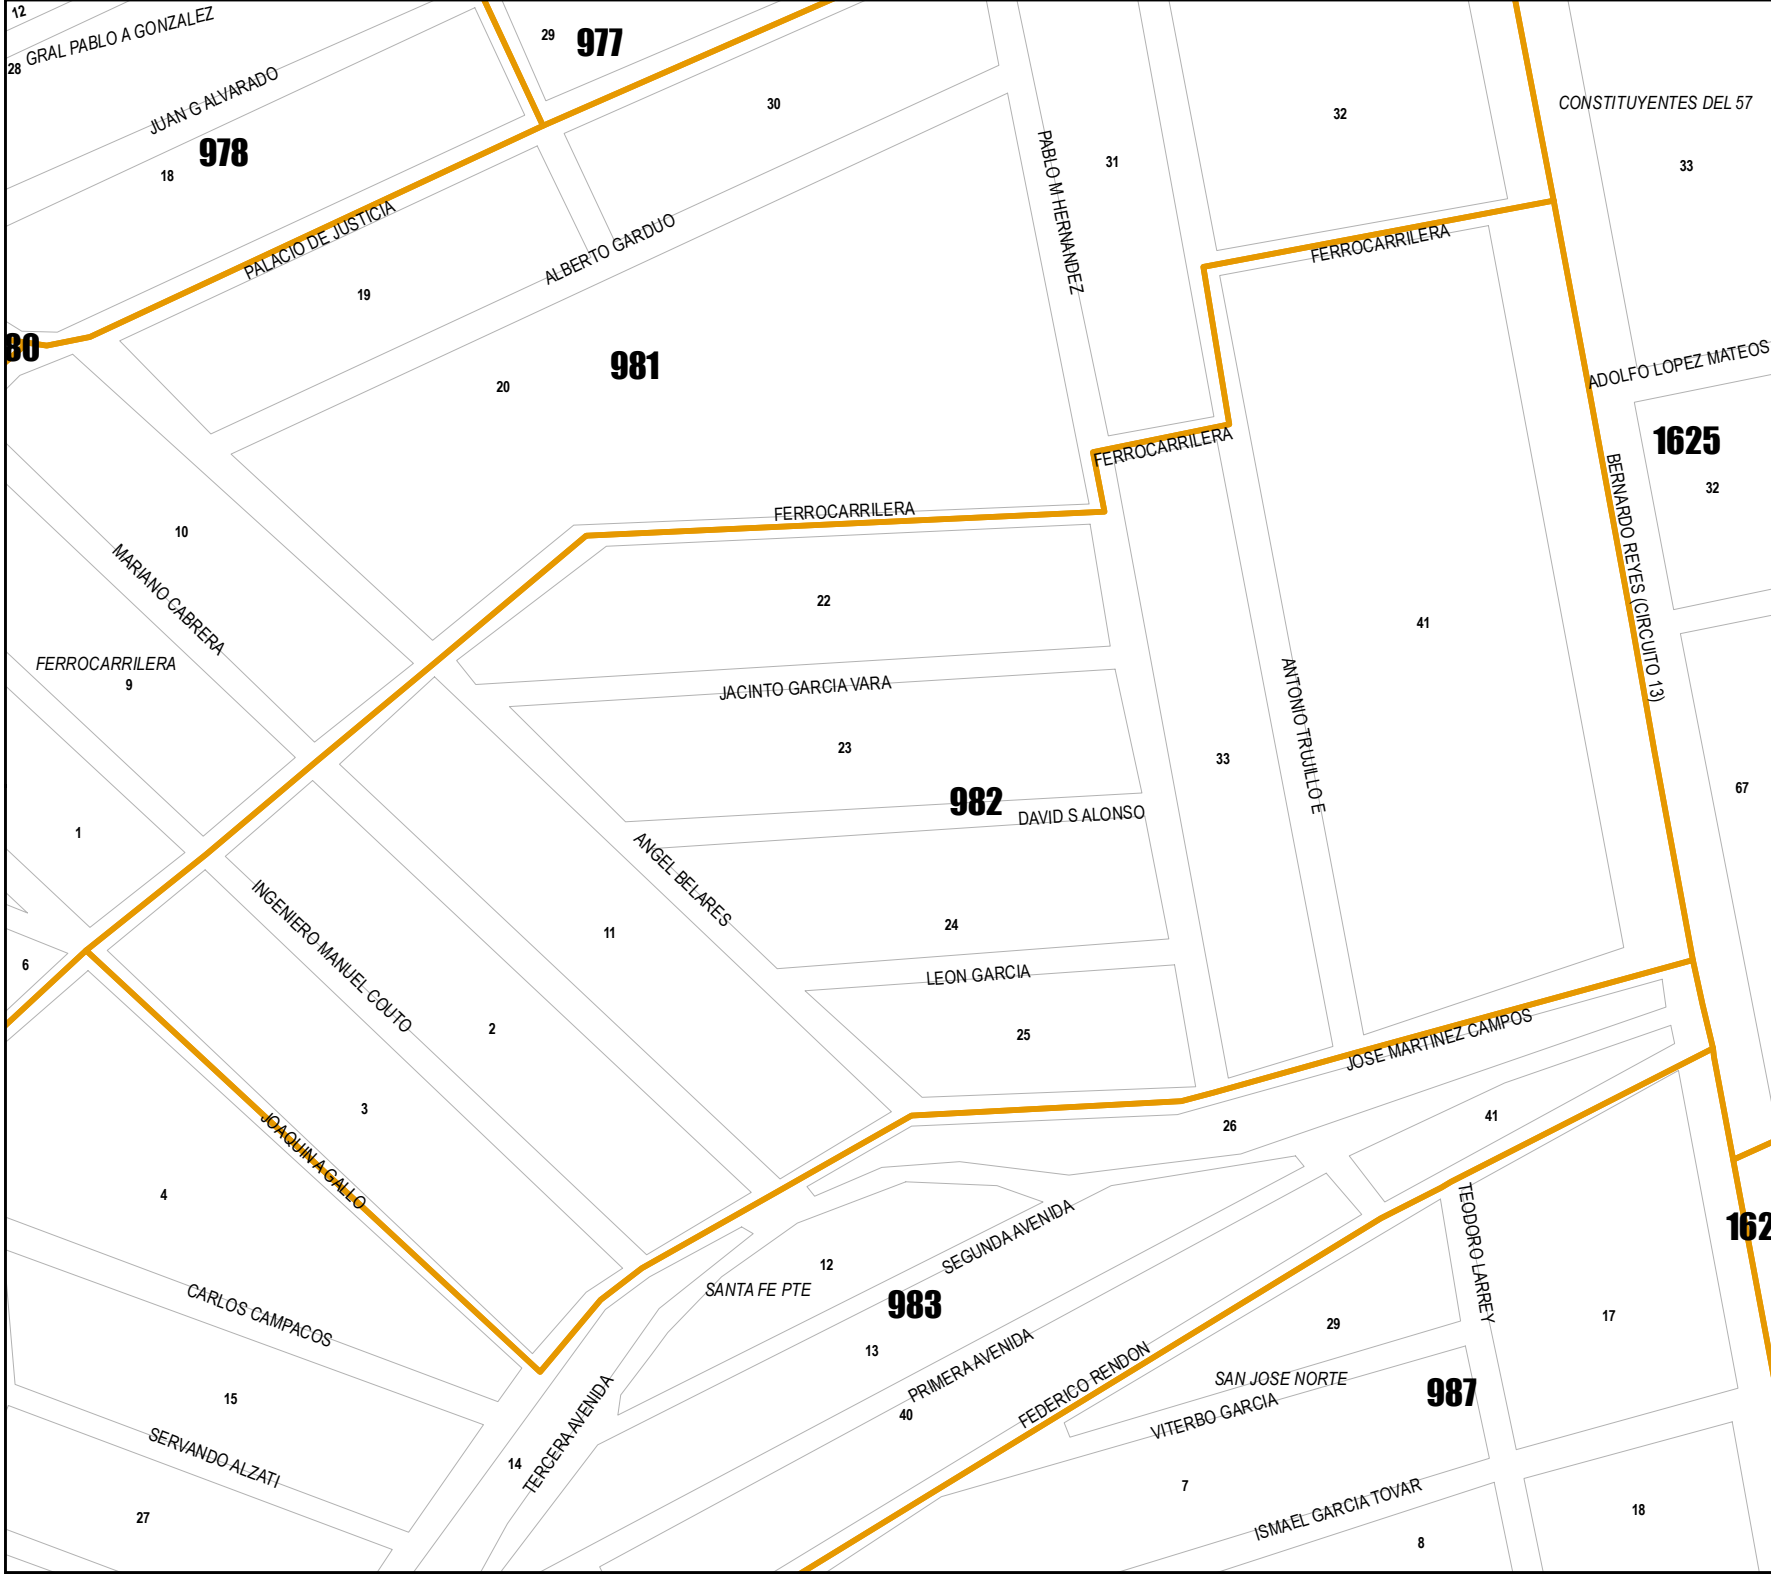 12
GRAL PABLO A GONZALEZ
28
29
977
JUAN G ALVARADO
30
32
CONSTITUYENTES DEL 57
978
18
31
33
PABLO M HERNANDEZ
PALACIO DE JUSTICIA
ALBERTO GARDUO
FERROCARRILERA
19
80
981
20
ADOLFO LOPEZ MATEOS
1625
FERROCARRILERA
32
BERNARDO REYES (CIRCUITO 13)
FERROCARRILERA
10
MARIANO CABRERA
22
41
FERROCARRILERA
9
JACINTO GARCIA VARA
ANTONIO TRUJILLO E
23
33
67
982
DAVID S ALONSO
1
ANGEL BELARES
INGENIERO MANUEL COUTO
11
24
6
LEON GARCIA
2
25
JOSE MARTINEZ CAMPOS
3
JOAQUIN A GALLO
26
41
4
TEODORO LARREY
162
SEGUNDA AVENIDA
12
SANTA FE PTE
983
CARLOS CAMPACOS
29
17
13
PRIMERA AVENIDA
FEDERICO RENDON
SAN JOSE NORTE
987
15
40
VITERBO GARCIA
TERCERA AVENIDA
SERVANDO ALZATI
14
7
ISMAEL GARCIA TOVAR
27
18
8